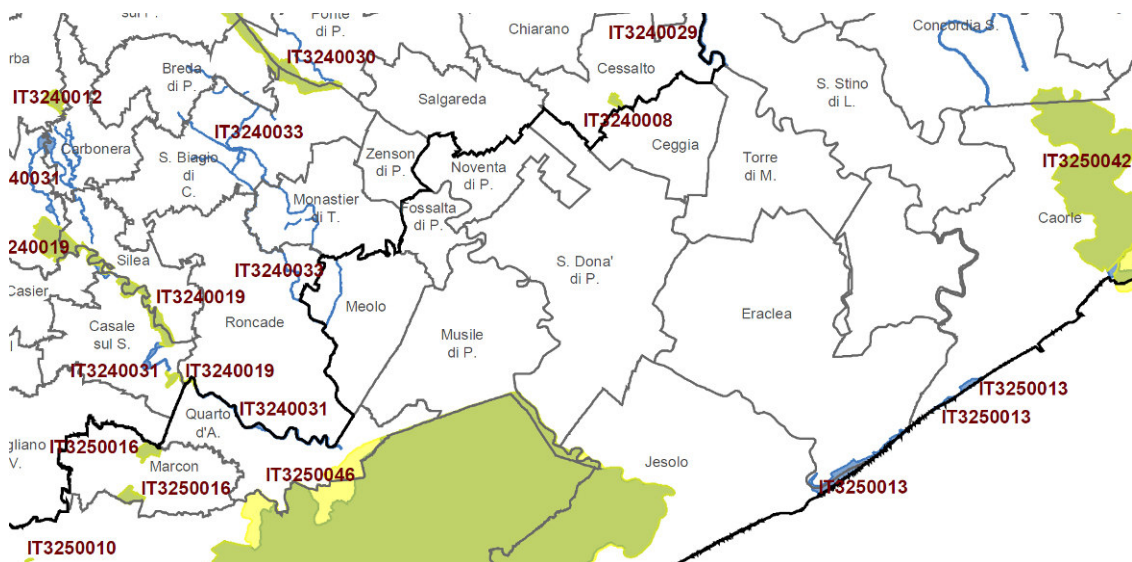 sul P.
Ponte
di P.
Chiarano
IT3240029
Concordia S.
rba
Breda
di P.
IT3240030
Cessalto
IT3240012
Salgareda
S. Stino
di L.
IT3240033
IT3240008
Carbonera
S. Biagio
di
C.
Zenson
di P.
Noventa
di P.
Ceggia
Torre
di M.
IT3250042
40031
Monastier
di T.
Fossalta
di P.
Caorle
240019
Silea
IT3240033
S. Dona'
di P.
Casier
IT3240019
Roncade
Meolo
Eraclea
Casale
sul S.
Musile
di P.
IT3240031
IT3240019
IT3250013
IT3250013
Quarto
d'A.
IT3240031
gliano
V.
IT3250016
Marcon
IT3250046
Jesolo
IT3250016
IT3250013
IT3250010